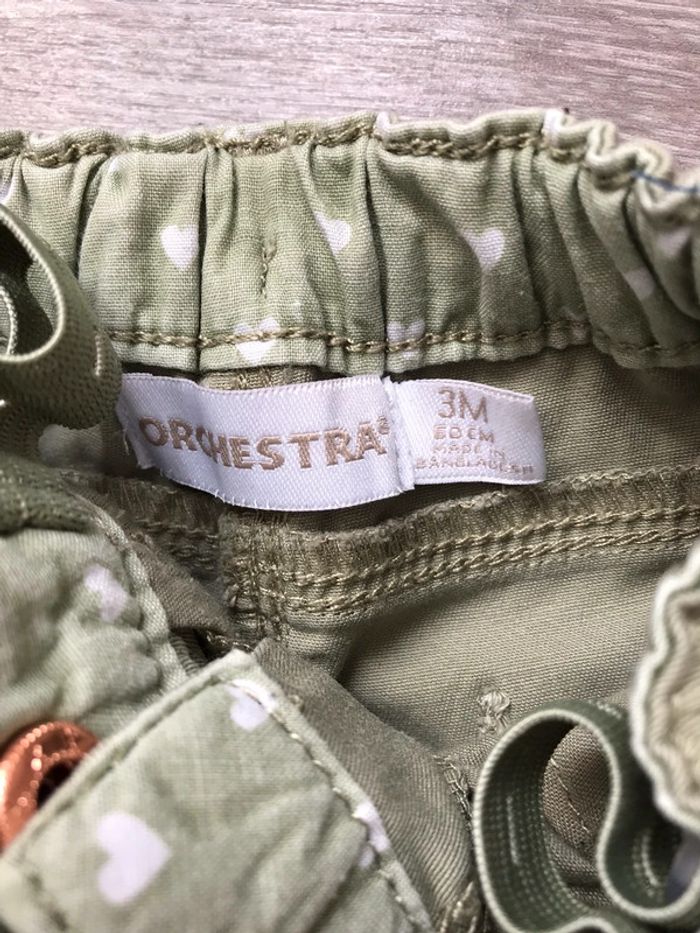 ORCHESTRA
3M
60 CM
MADE IN
BANGLADESH